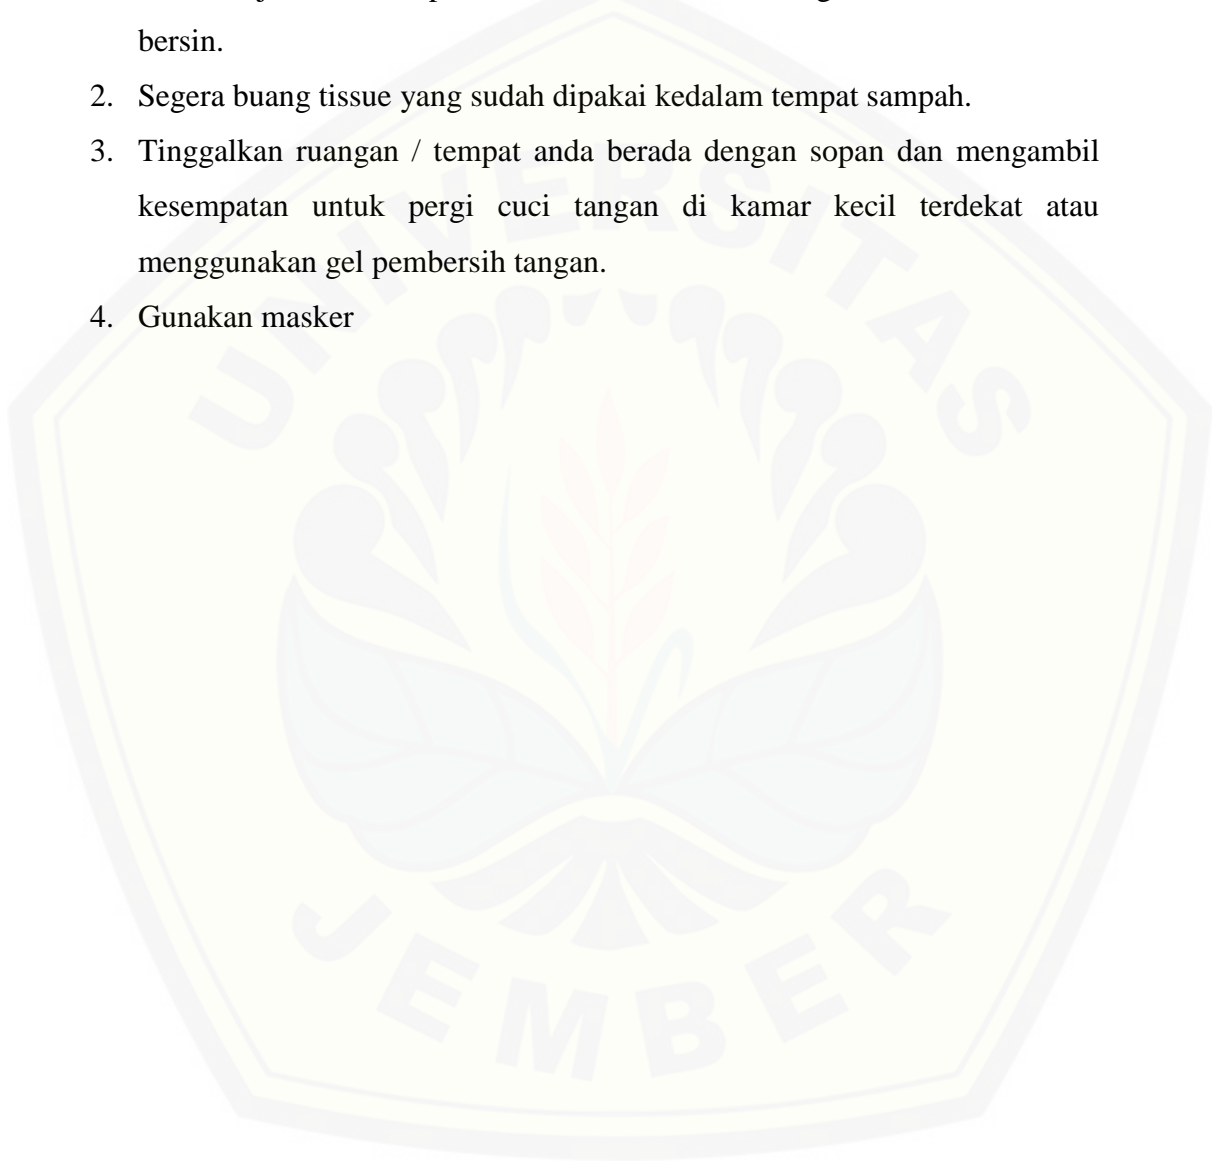 bersin.
2. Segera buang tissue yang sudah dipakai kedalam tempat sampah.
3. Tinggalkan ruangan / tempat anda berada dengan sopan dan mengambil
kesempatan untuk pergi cuci tangan di kamar kecil terdekat atau
menggunakan gel pembersih tangan.
4. Gunakan masker
UNIVERSITAS
JEMBER